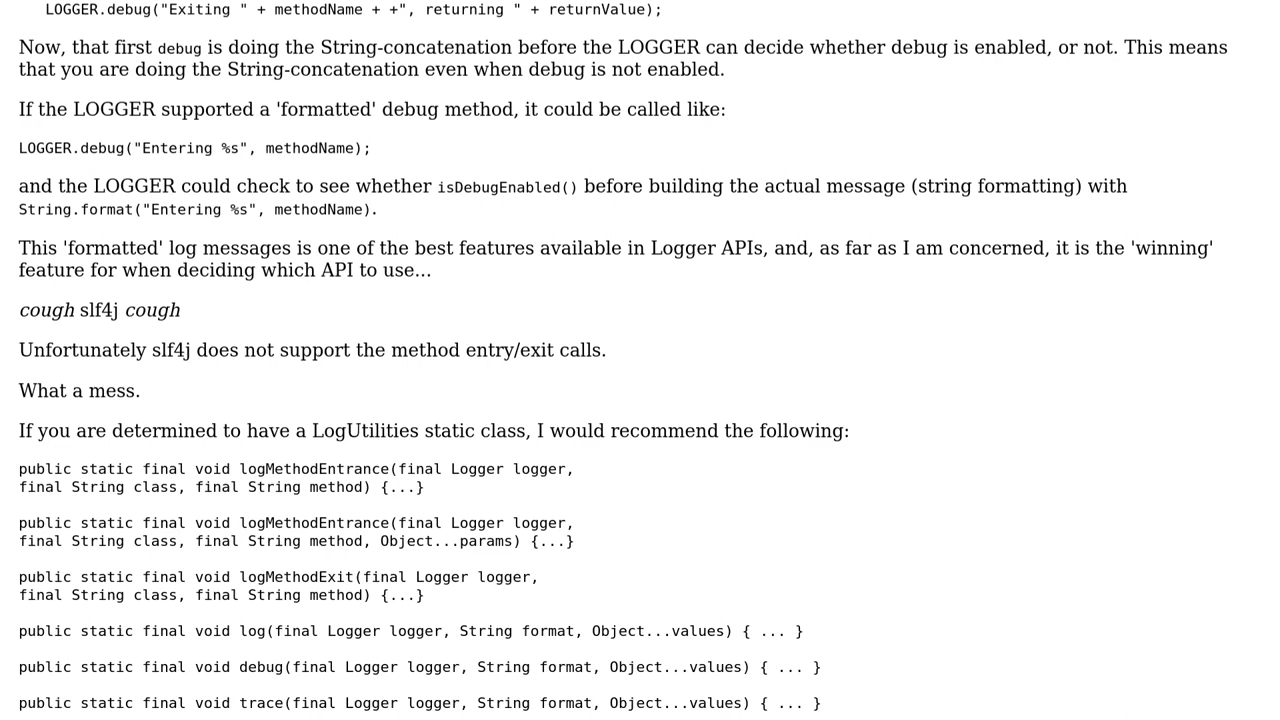 LOGGER.debug("Exiting " + methodName + +", returning " + returnValue);
Now, that first debug is doing the String-concatenation before the LOGGER can decide whether debug is enabled, or not. This means
that you are doing the String-concatenation even when debug is not enabled.
If the LOGGER supported a 'formatted' debug method, it could be called like:
LOGGER.debug("Entering %s", methodName);
and the LOGGER could check to see whether isDebugEnabled() before building the actual message (string formatting) with
String.format("Entering %s", methodName).
This 'formatted' log messages is one of the best features available in Logger APIs, and, as far as I am concerned, it is the 'winning'
feature for when deciding which API to use...
cough slf4j cough
Unfortunately slf4j does not support the method entry/exit calls.
What a mess.
If you are determined to have a LogUtilities static class, I would recommend the following:
public static final void logMethodEntrance(final Logger logger,
final String class, final String method) {...}
public static final void logMethodEntrance(final Logger logger,
final String class, final String method, Object...params) {...}
public static final void logMethodExit(final Logger logger,
final String class, final String method) {...}
public static final void log(final Logger logger, String format, Object...values) { ... }
public static final void debug(final Logger logger, String format, Object...values) { ... }
public static final void trace(final Logger logger, String format, Object...values) { ... }